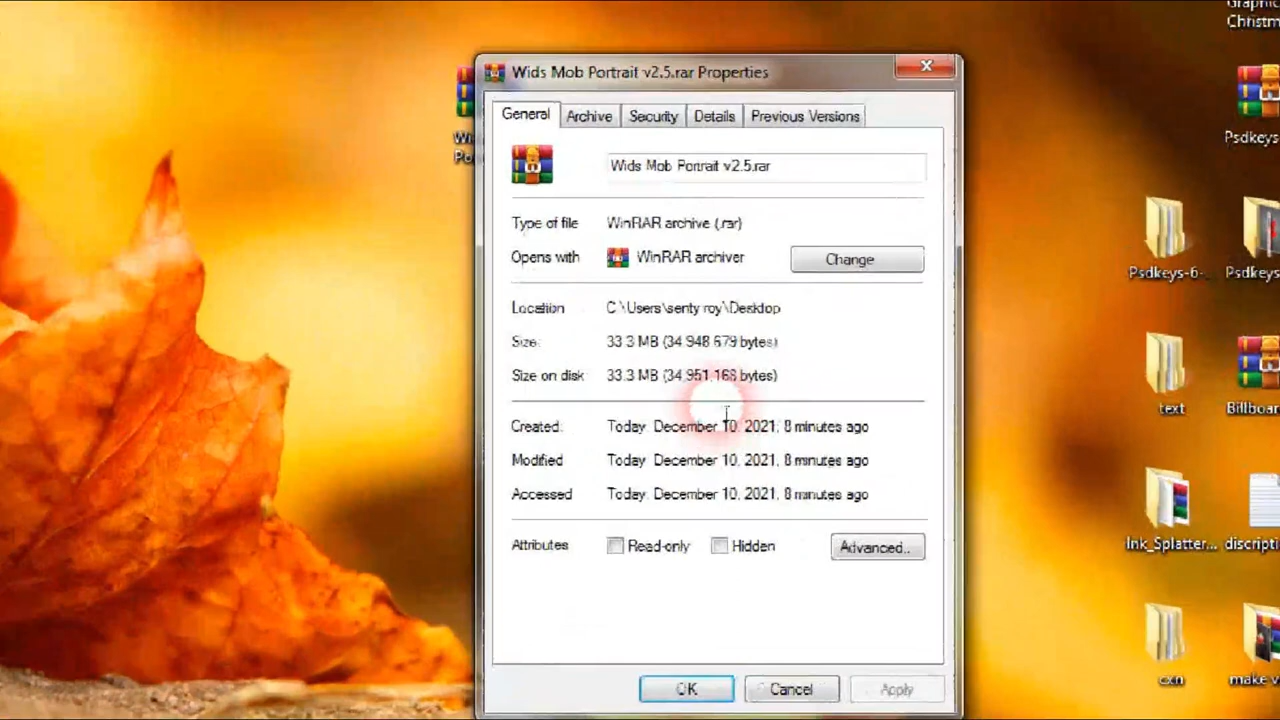 Graphic
Christm
Wids Mob Portrait v2.5.rar Properties
General Archive Security Details Previous Versions
Wids Mob Portrait v2.5.rar
Type of file WinRAR archive (.rar)
Opens with WinRAR archiver Change
Location C:\Users\senty roy\Desktop
Size: 33.3 MB (34 948 679 bytes)
Size on disk 33.3 MB (34,951,168 bytes)
Created: Today, December 10, 2021, 8 minutes ago
Modified Today, December 10, 2021, 8 minutes ago
Accessed Today, December 10, 2021, 8 minutes ago
Attributes Read-only Hidden Advanced...
OK Cancel Apply
Wi
Po
Psdkeys
Psdkeys-6-... Psdkeys
text Billboar
Ink_Splatter... discripti
cxn make v